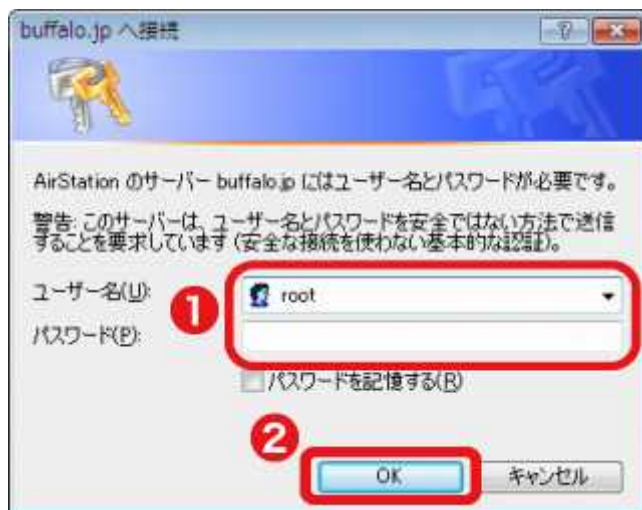 buffalo.jp へ接続
AirStation のサーバー buffalo.jp にはユーザー名とパスワードが必要です。
警告: このサーバーは、ユーザー名とパスワードを安全ではない方法で送信
することを要求しています (安全な接続を使わない基本的な認証)。
ユーザー名(U):
1
root
パスワード(P):
パスワードを記憶する(R)
2
OK
キャンセル